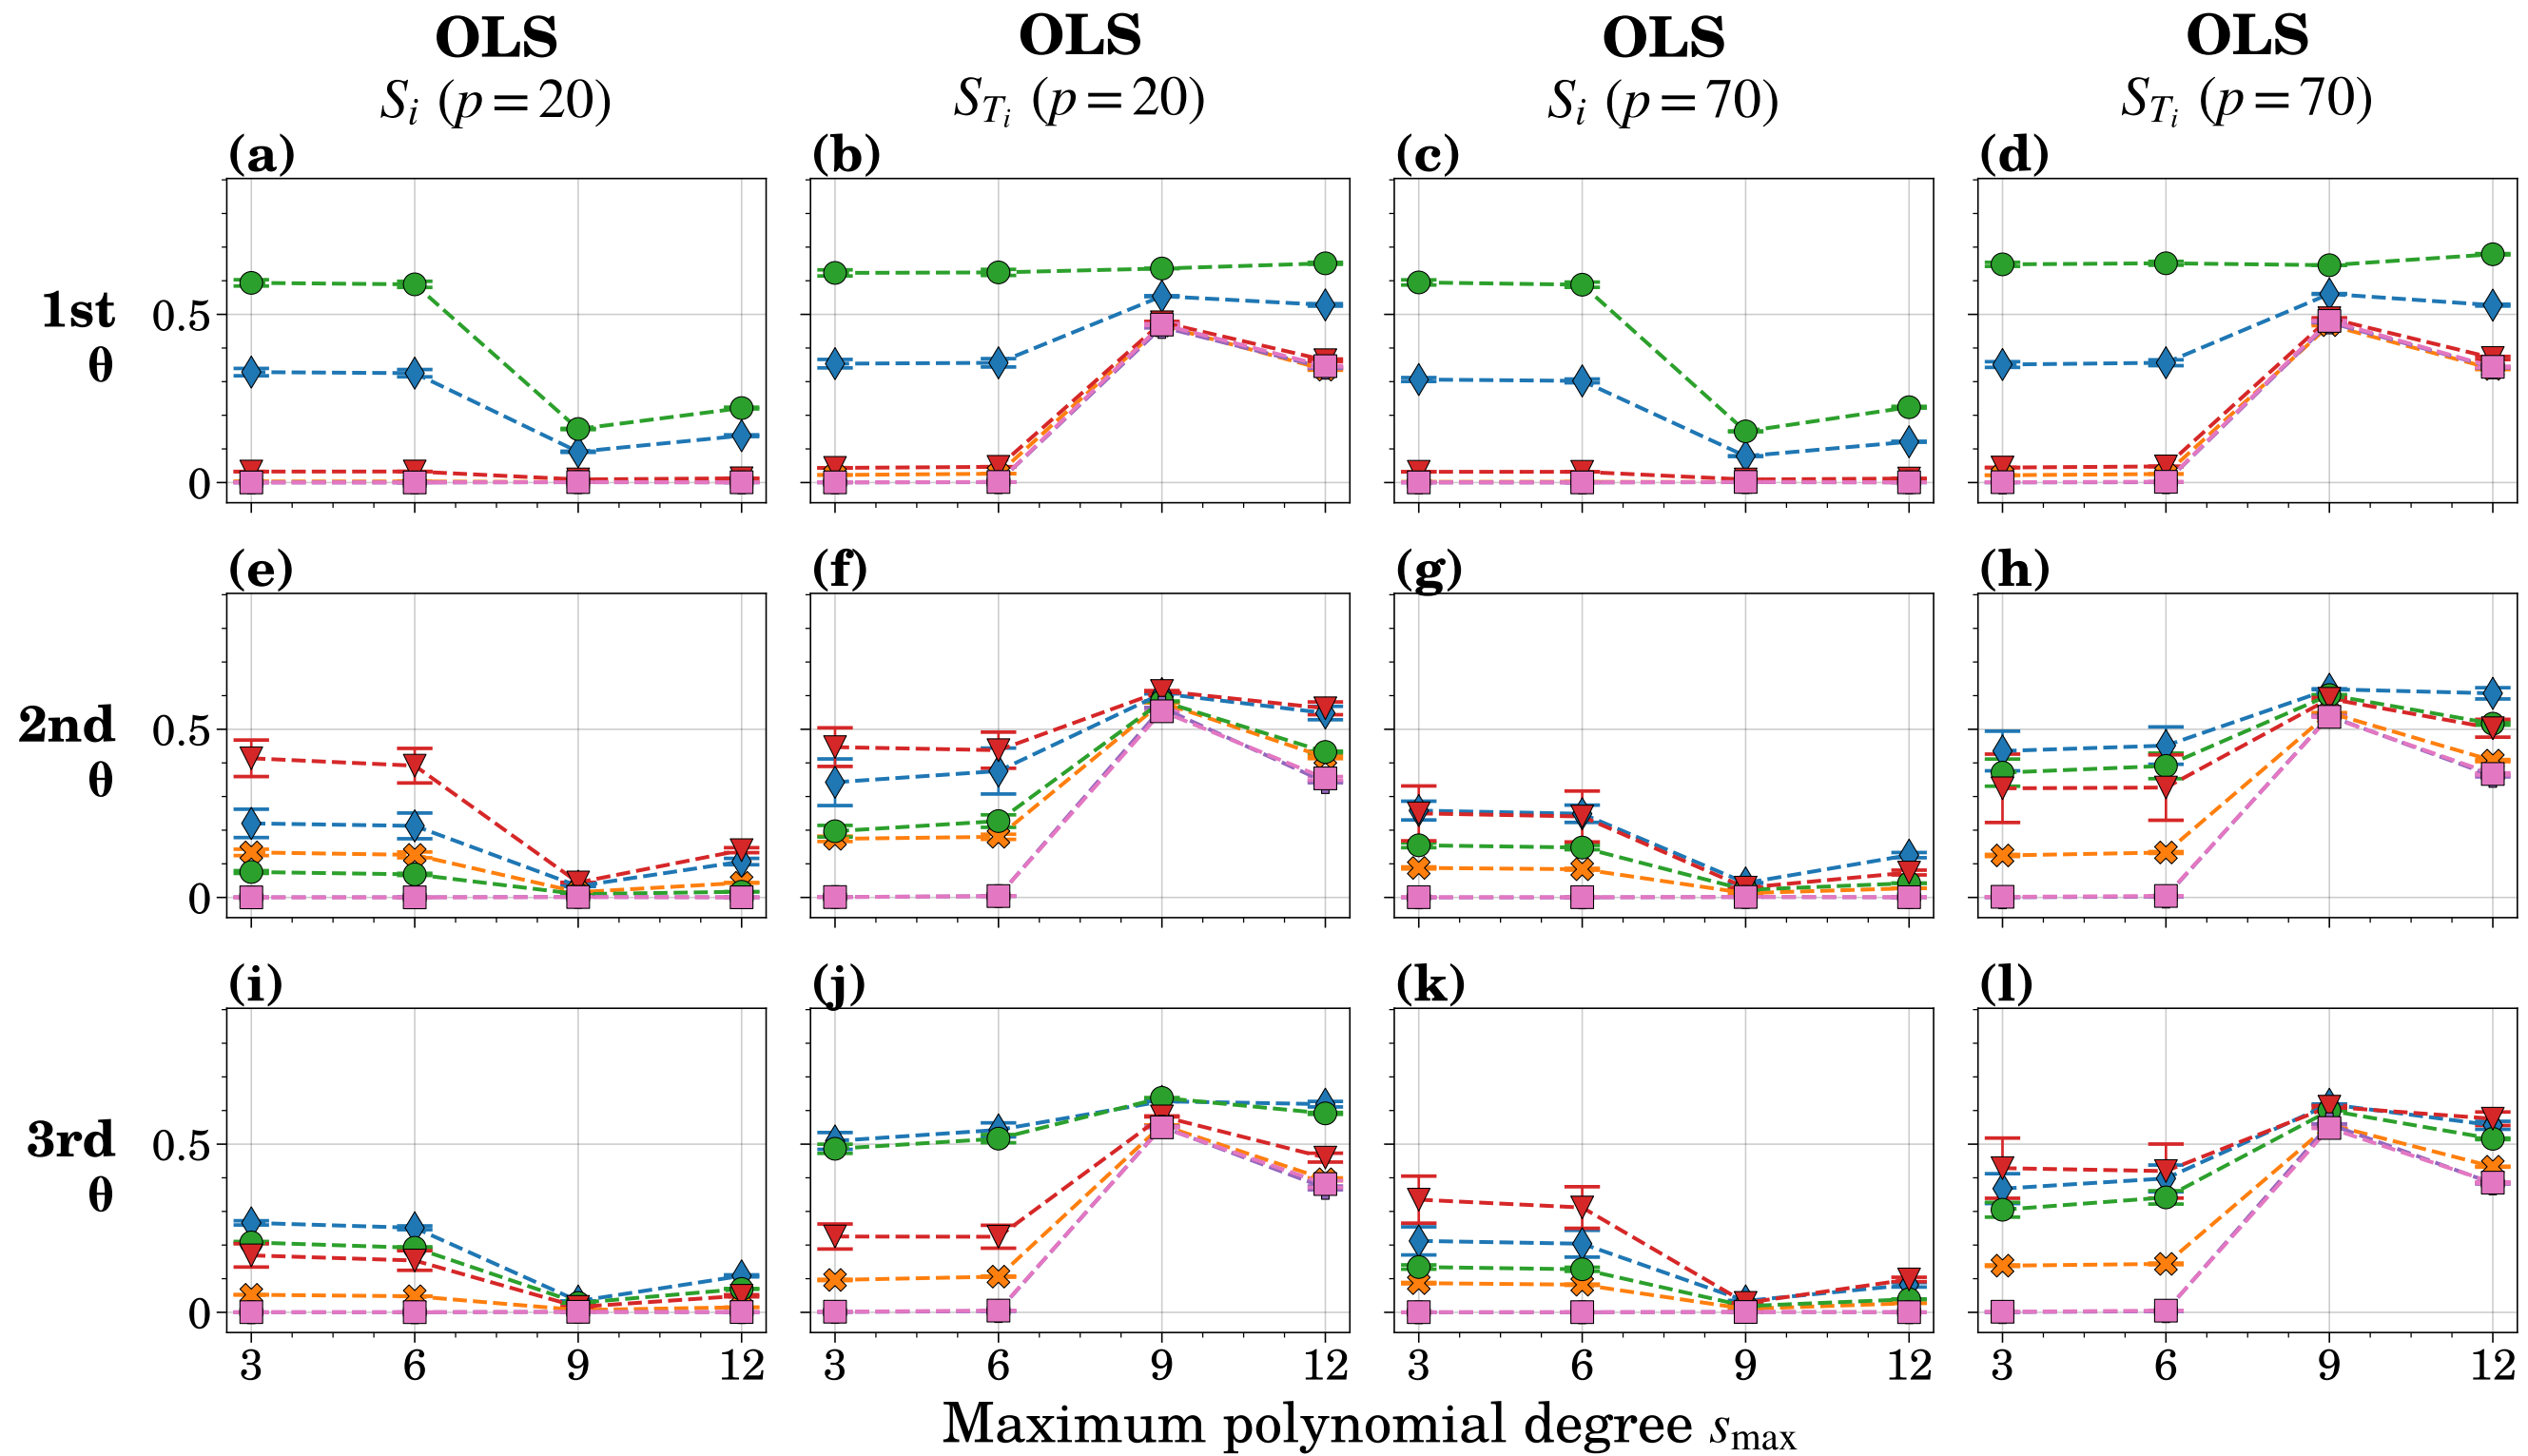 OLS OLS OLS OLS
S_i (p = 20) S_{T_i} (p = 20) S_i (p = 70) S_{T_i} (p = 70)
(a) (b) (c) (d)
1st
θ
0.5
0
(e) (f) (g) (h)
2nd
θ
0.5
0
(i) (j) (k) (l)
3rd
θ
0.5
0
3 6 9 12 3 6 9 12 3 6 9 12 3 6 9 12
Maximum polynomial degree s_max